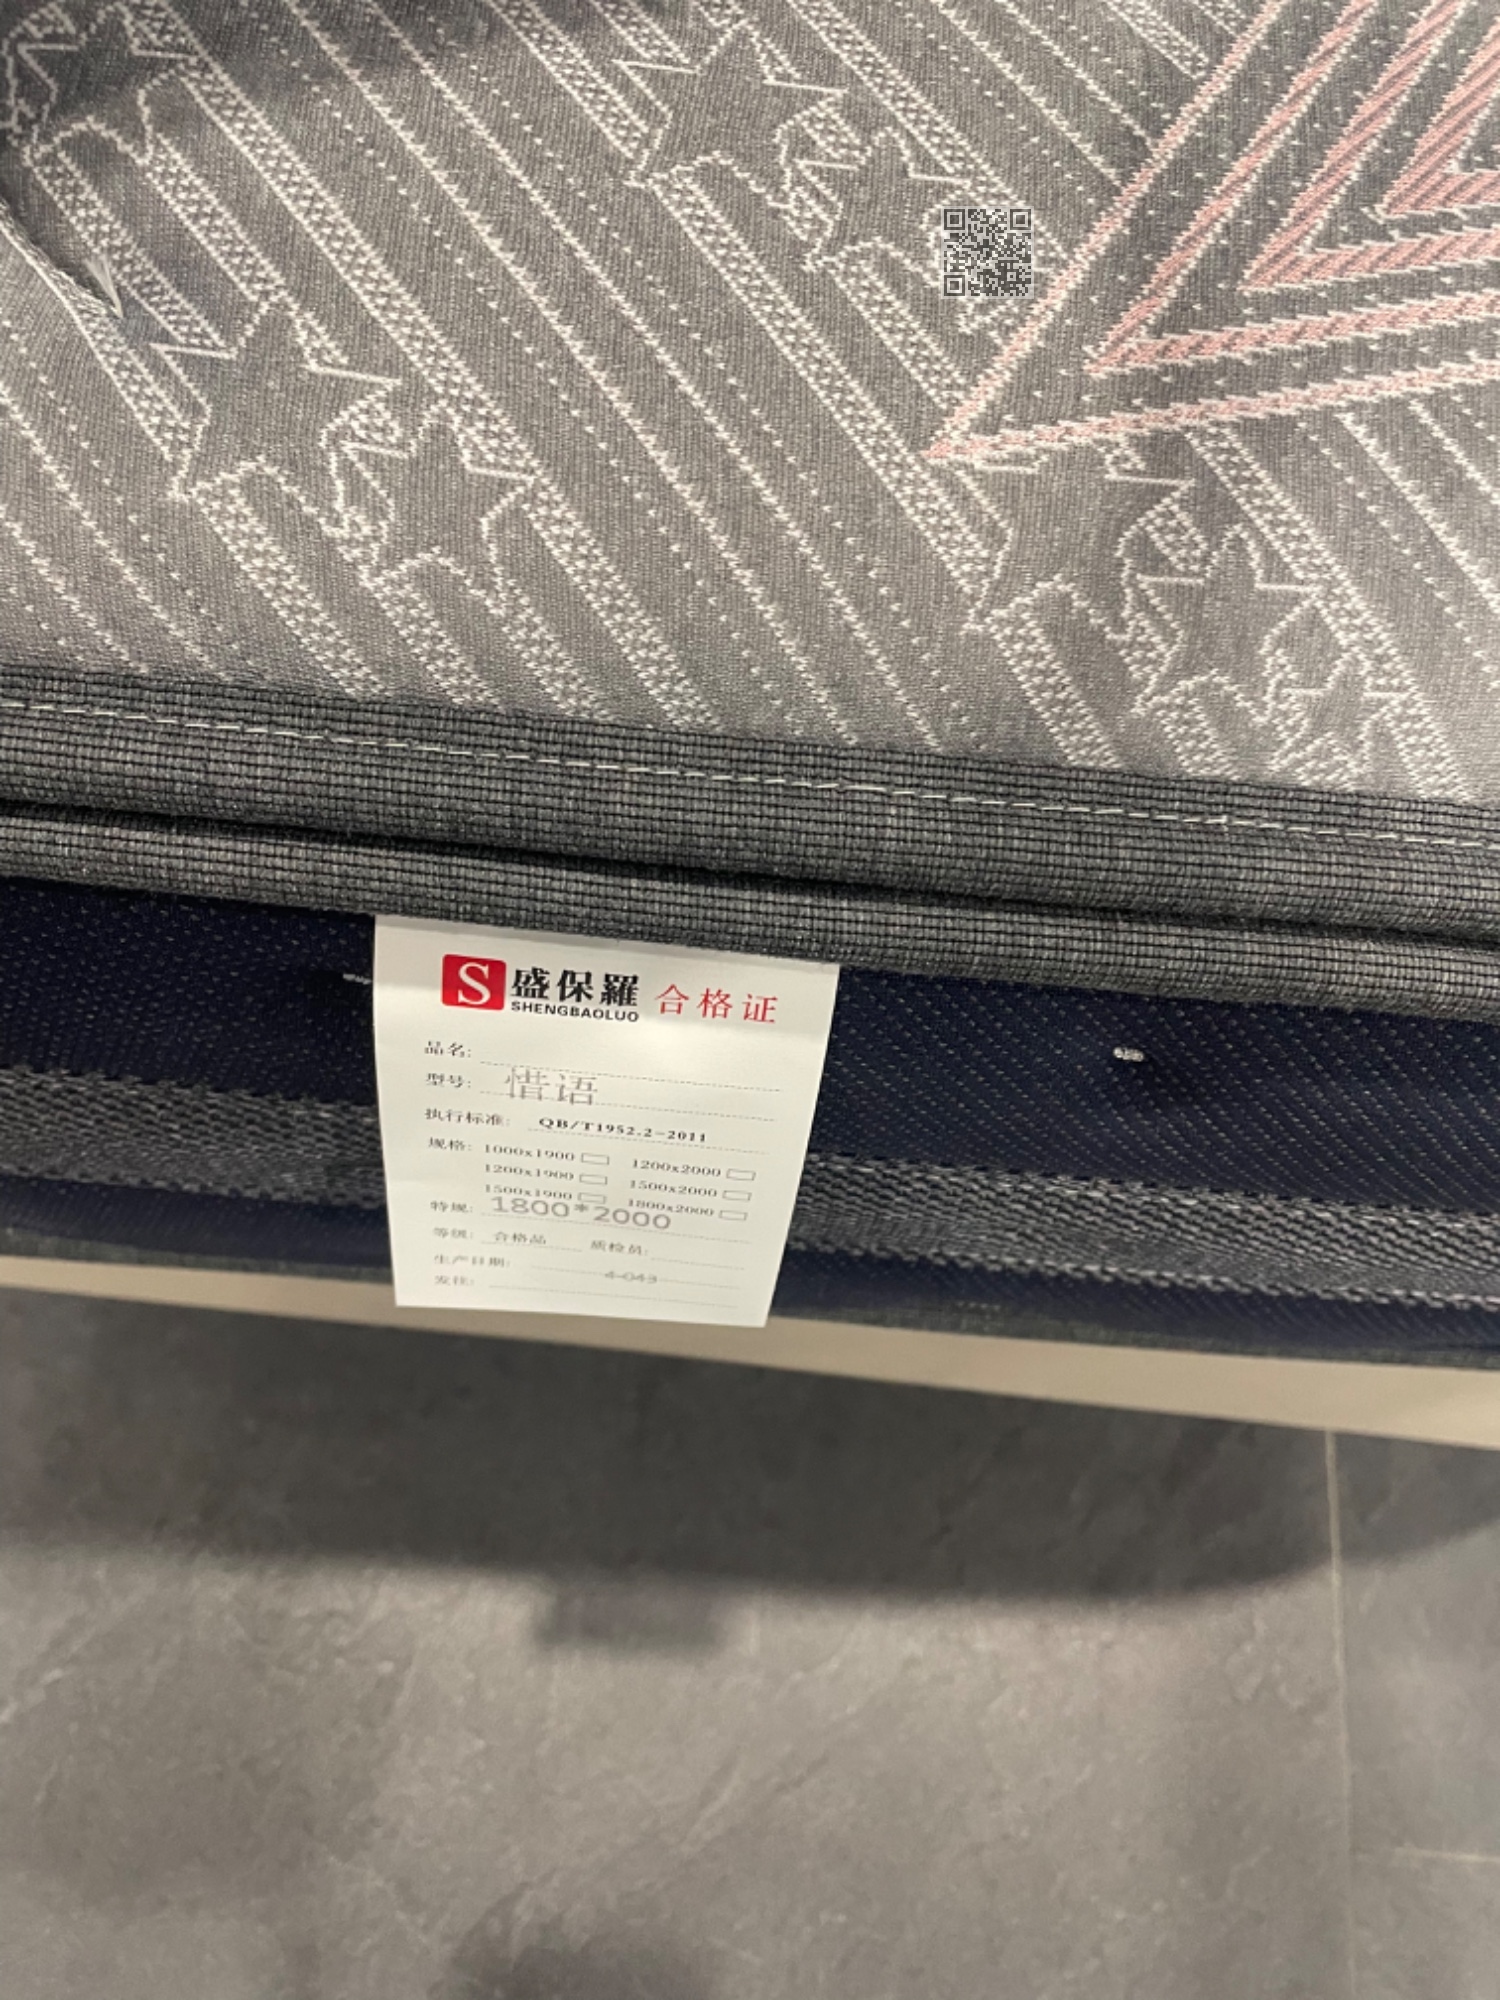 盛保羅 合格证
SHENGBAOLUO
品名:
型号: 惜语
执行标准: QB/T1952.2-2011
规格: 1000x1900 1200x2000
1200x1900 1500x2000
1500x1900 1800x2000
特规: 1800*2000
等级: 合格品 质检员:
生产日期: 4-043
发往: